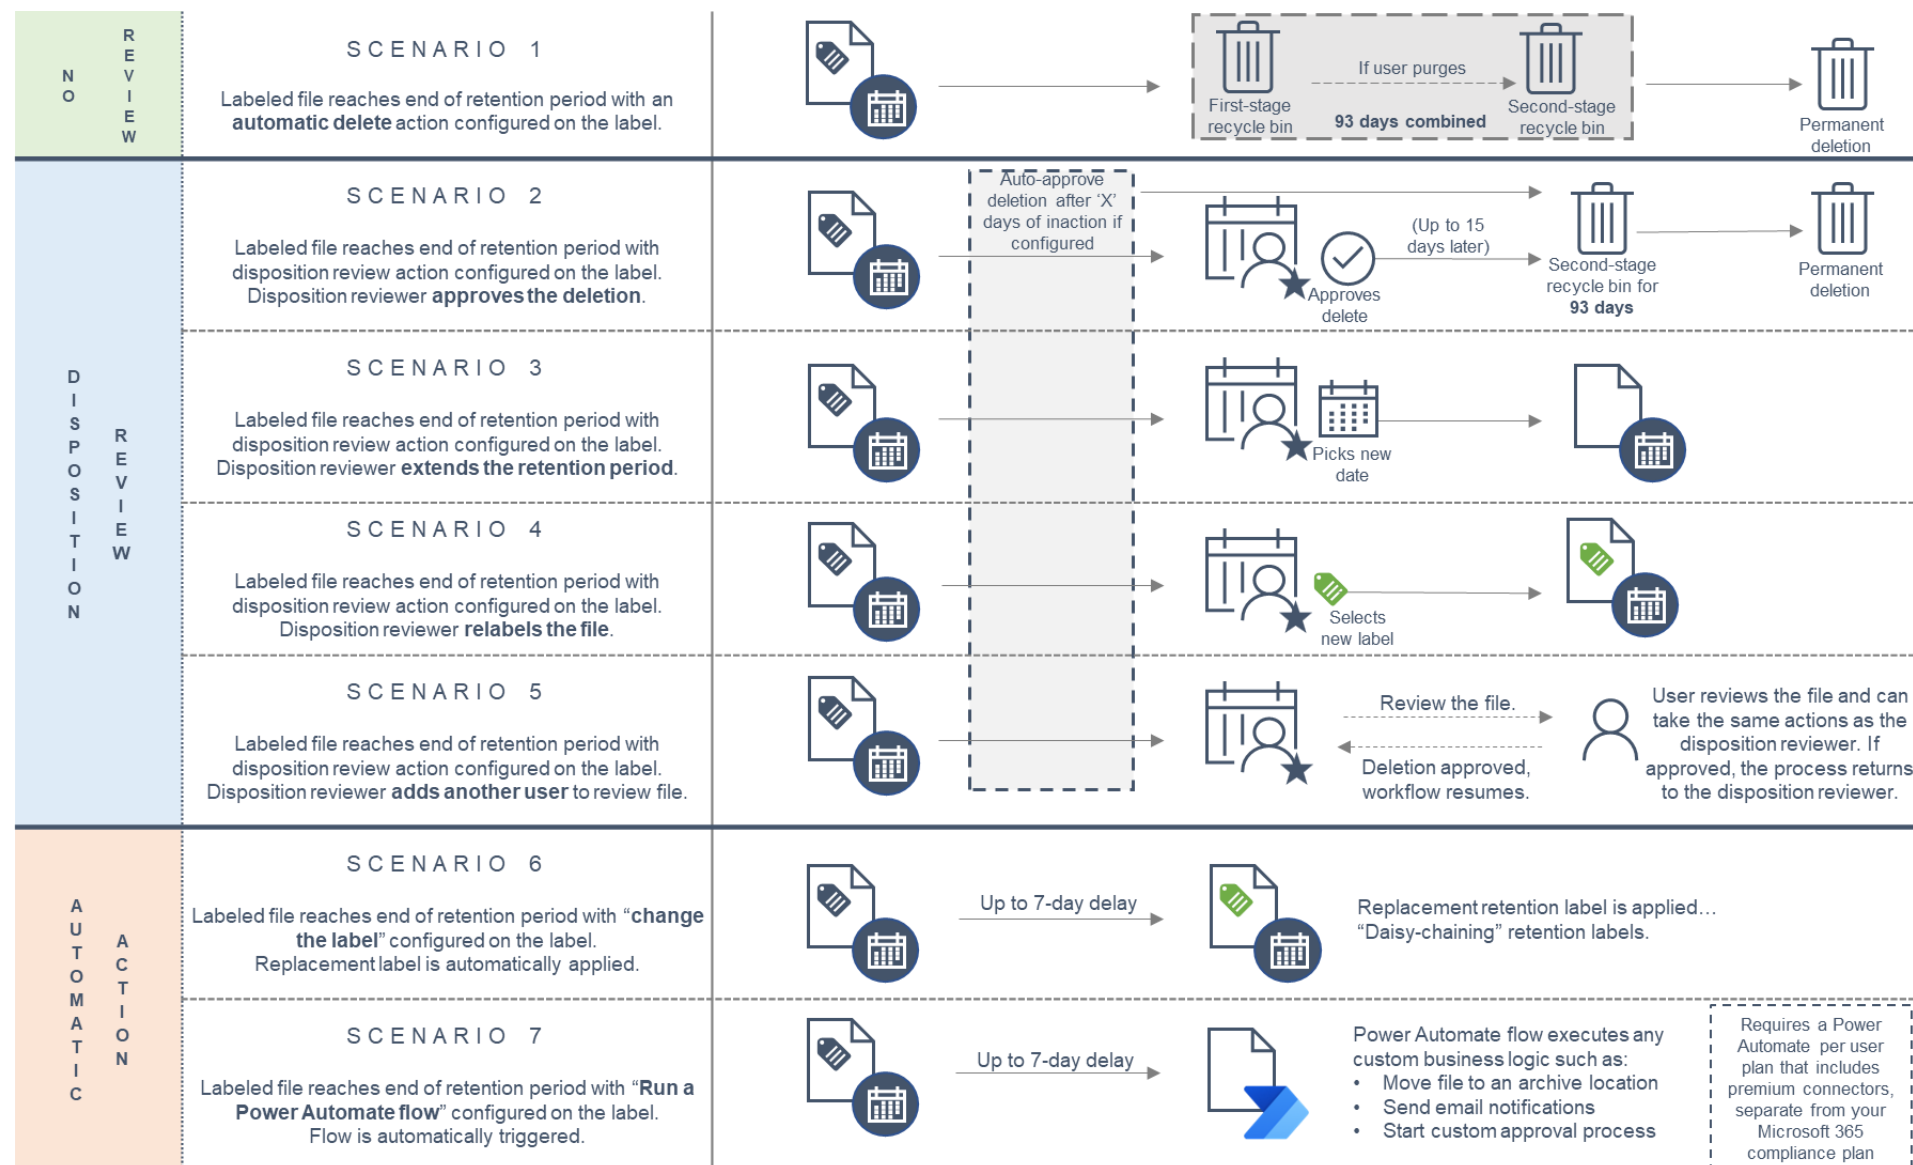 NO REVIEW
SCENARIO 1
Labeled file reaches end of retention period with an
automatic delete action configured on the label.
First-stage
recycle bin
If user purges
93 days combined
Second-stage
recycle bin
Permanent
deletion
DISPOSITION REVIEW
SCENARIO 2
Labeled file reaches end of retention period with
disposition review action configured on the label.
Disposition reviewer approves the deletion.
Auto-approve
deletion after ‘X’
days of inaction if
configured
Approves
delete
(Up to 15
days later)
Second-stage
recycle bin for
93 days
Permanent
deletion
SCENARIO 3
Labeled file reaches end of retention period with
disposition review action configured on the label.
Disposition reviewer extends the retention period.
Picks new
date
SCENARIO 4
Labeled file reaches end of retention period with
disposition review action configured on the label.
Disposition reviewer relabels the file.
Selects
new label
SCENARIO 5
Labeled file reaches end of retention period with
disposition review action configured on the label.
Disposition reviewer adds another user to review file.
Review the file.
Deletion approved,
workflow resumes.
User reviews the file and can
take the same actions as the
disposition reviewer. If
approved, the process returns
to the disposition reviewer.
AUTOMATIC ACTION
SCENARIO 6
Labeled file reaches end of retention period with “change
the label” configured on the label.
Replacement label is automatically applied.
Up to 7-day delay
Replacement retention label is applied…
“Daisy-chaining” retention labels.
SCENARIO 7
Labeled file reaches end of retention period with “Run a
Power Automate flow” configured on the label.
Flow is automatically triggered.
Up to 7-day delay
Power Automate flow executes any
custom business logic such as:
• Move file to an archive location
• Send email notifications
• Start custom approval process
Requires a Power
Automate per user
plan that includes
premium connectors,
separate from your
Microsoft 365
compliance plan